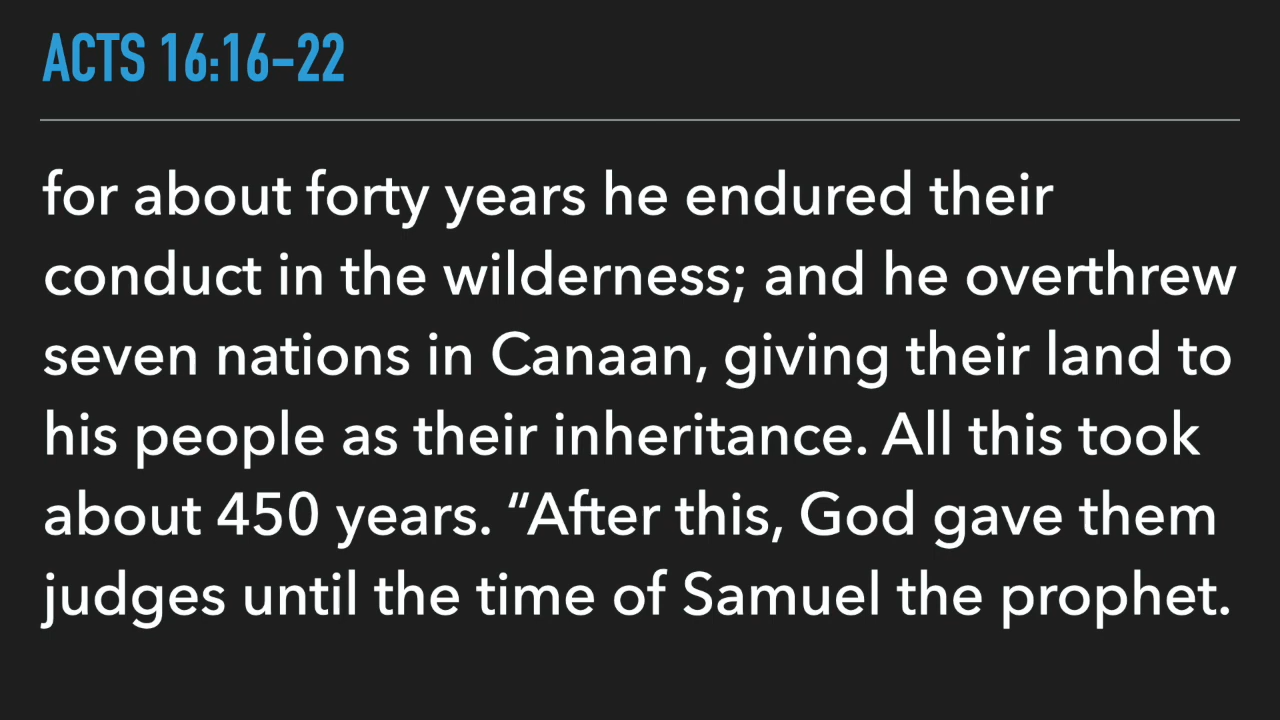 ACTS 16:16-22
for about forty years he endured their
conduct in the wilderness; and he overthrew
seven nations in Canaan, giving their land to
his people as their inheritance. All this took
about 450 years. “After this, God gave them
judges until the time of Samuel the prophet.